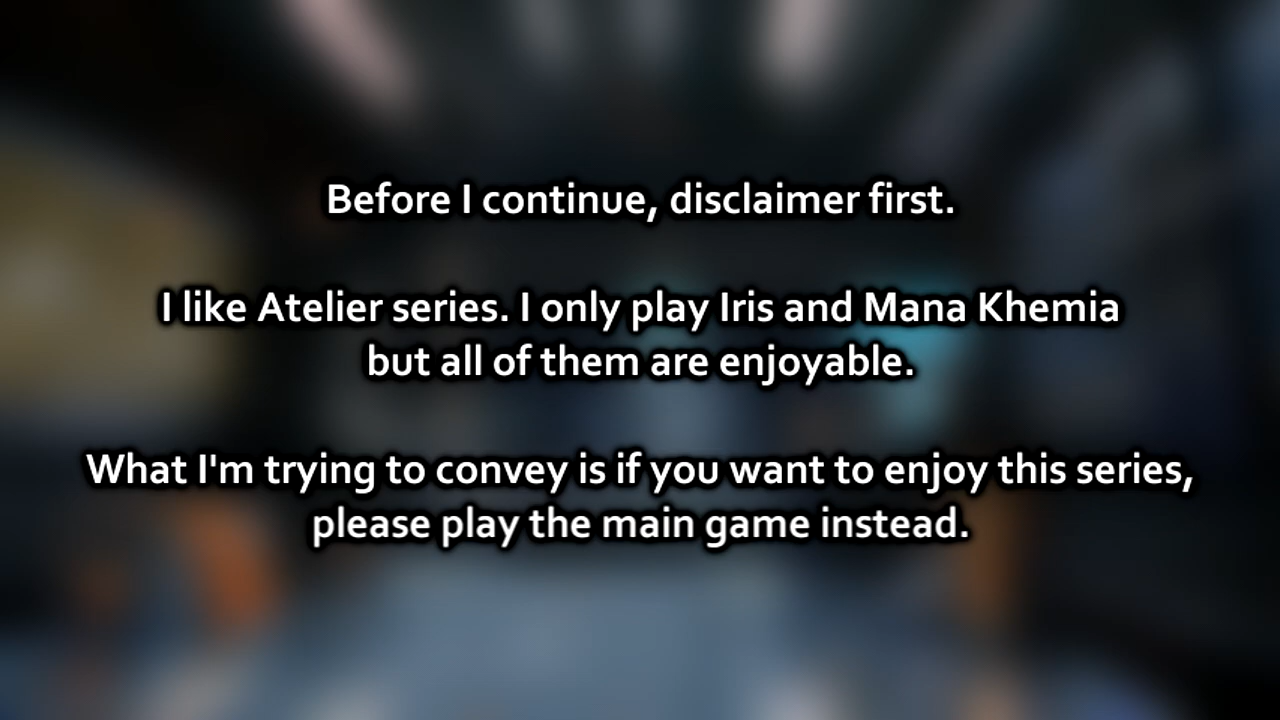 Before I continue, disclaimer first.
I like Atelier series. I only play Iris and Mana Khemia
but all of them are enjoyable.
What I'm trying to convey is if you want to enjoy this series,
please play the main game instead.